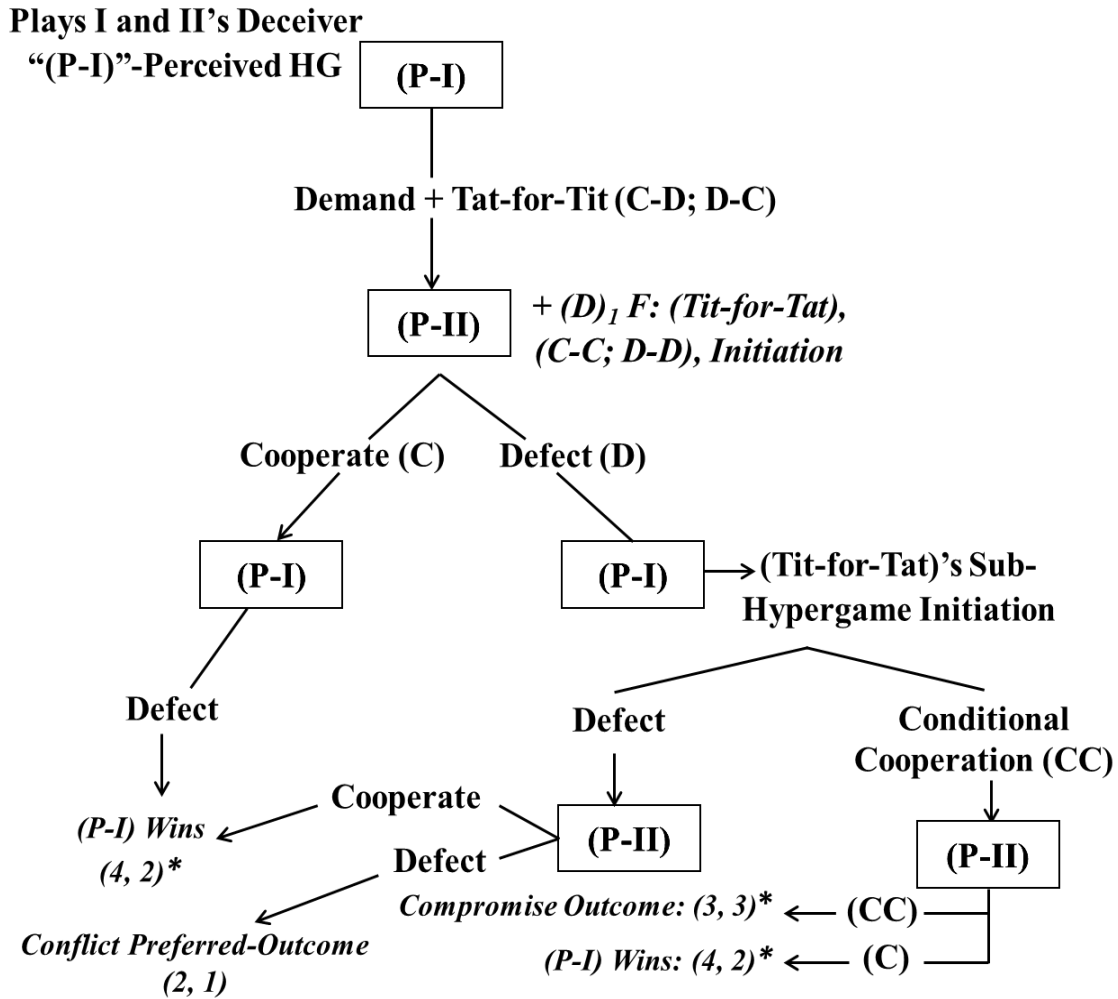 Plays I and II’s Deceiver
“(P-I)”-Perceived HG
(P-I)
Demand + Tat-for-Tit (C-D; D-C)
(P-II)
+ (D)1 F: (Tit-for-Tat),
(C-C; D-D), Initiation
Cooperate (C)
Defect (D)
(P-I)
(P-I)
(Tit-for-Tat)’s Sub-
Hypergame Initiation
Defect
Defect
Conditional
Cooperation (CC)
Cooperate
(P-I) Wins
(4, 2)*
(P-II)
(P-II)
Defect
Compromise Outcome: (3, 3)*
(CC)
Conflict Preferred-Outcome
(2, 1)
(P-I) Wins: (4, 2)*
(C)